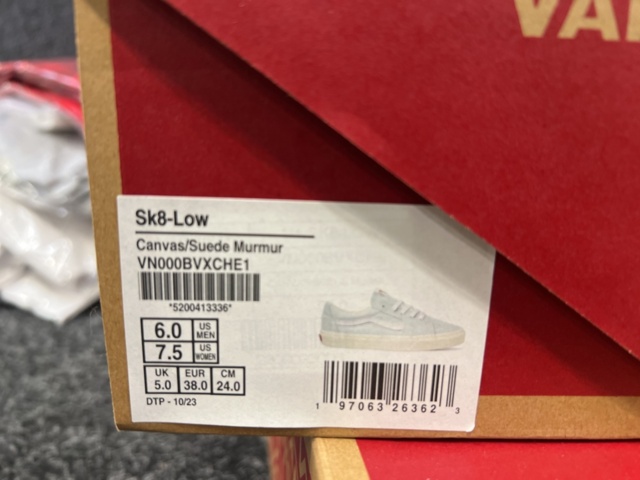 VA
Sk8-Low
Canvas/Suede Murmur
VN000BVXCHE1
*5200413336*
6.0 US MEN
7.5 US WOMEN
UK EUR CM
5.0 38.0 24.0
DTP - 10/23
1 97063 26362 3